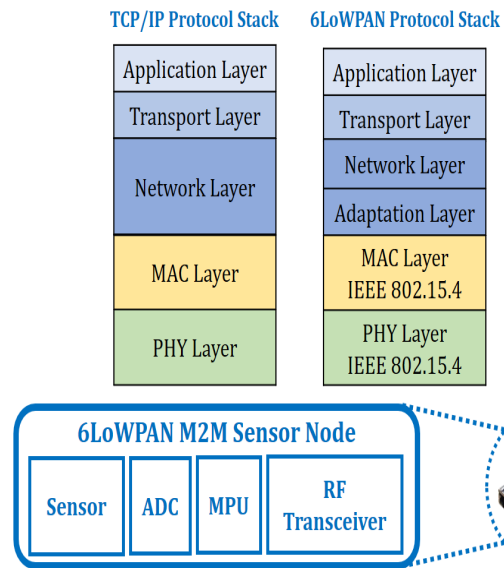 TCP/IP Protocol Stack
Application Layer
Transport Layer
Network Layer
MAC Layer
PHY Layer
6LoWPAN Protocol Stack
Application Layer
Transport Layer
Network Layer
Adaptation Layer
MAC Layer
IEEE 802.15.4
PHY Layer
IEEE 802.15.4
6LoWPAN M2M Sensor Node
Sensor
ADC
MPU
RF
Transceiver